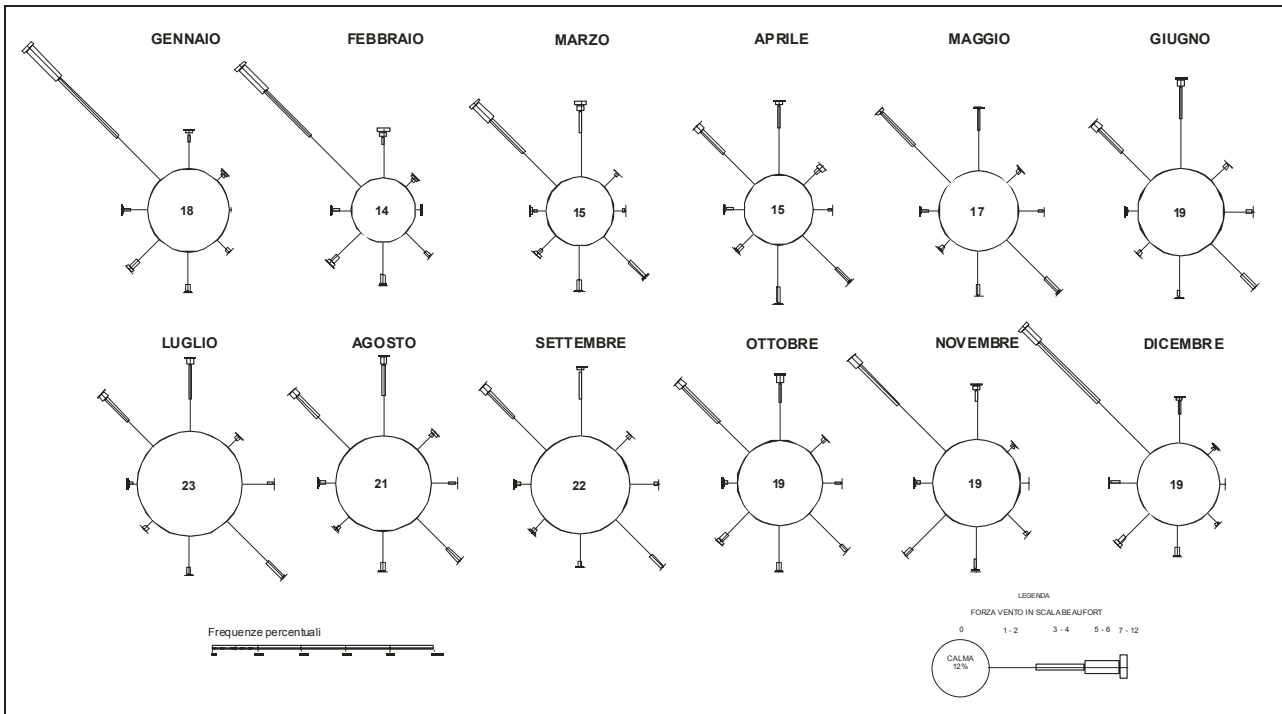 GENNAIO FEBBRAIO MARZO APRILE MAGGIO GIUGNO
18 14 15 15 17 19
LUGLIO AGOSTO SETTEMBRE OTTOBRE NOVEMBRE DICEMBRE
23 21 22 19 19 19
Frequenze percentuali
LEGENDA
FORZA VENTO IN SCALABEAUFORT
0 1 - 2 3 - 4 5 - 6 7 - 12
CALMA
12%